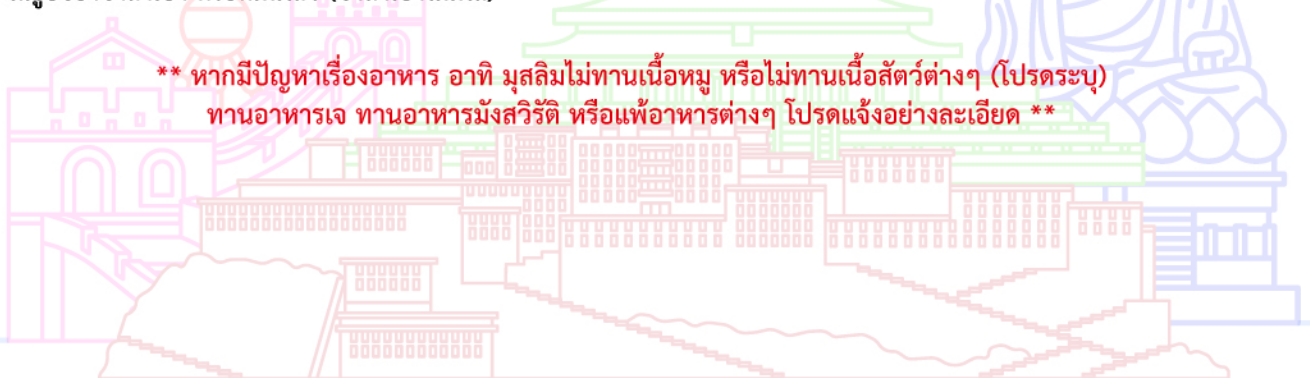 ** หากมีปัญหาเรื่องอาหาร อาทิ มุสลิมไม่ทานเนื้อหมู หรือไม่ทานเนื้อสัตว์ต่างๆ (โปรดระบุ)
ทานอาหารเจ ทานอาหารมังสวิรัติ หรือแพ้อาหารต่างๆ โปรดแจ้งอย่างละเอียด **